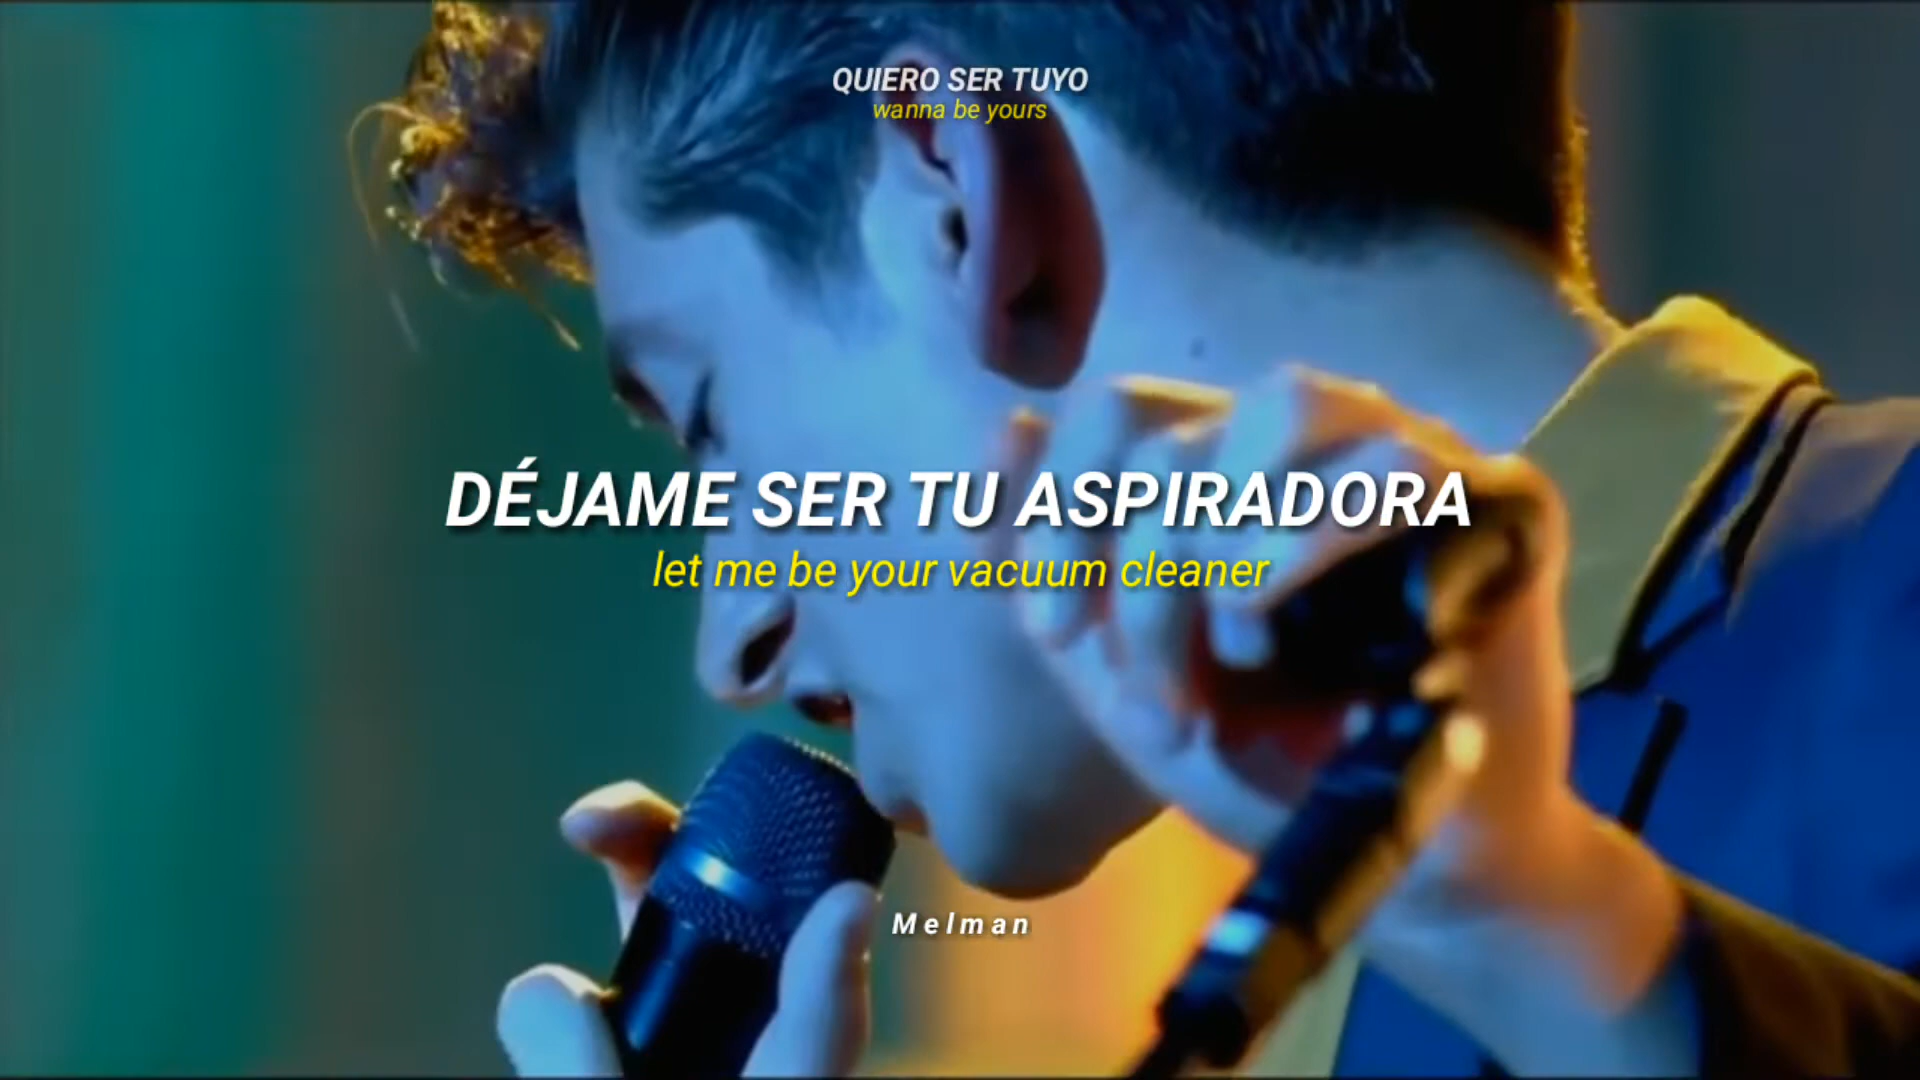 QUIERO SER TUYO
wanna be yours
DÉJAME SER TU ASPIRADORA
let me be your vacuum cleaner
Melman